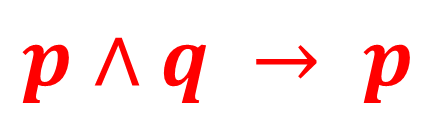 p ∧ q → p